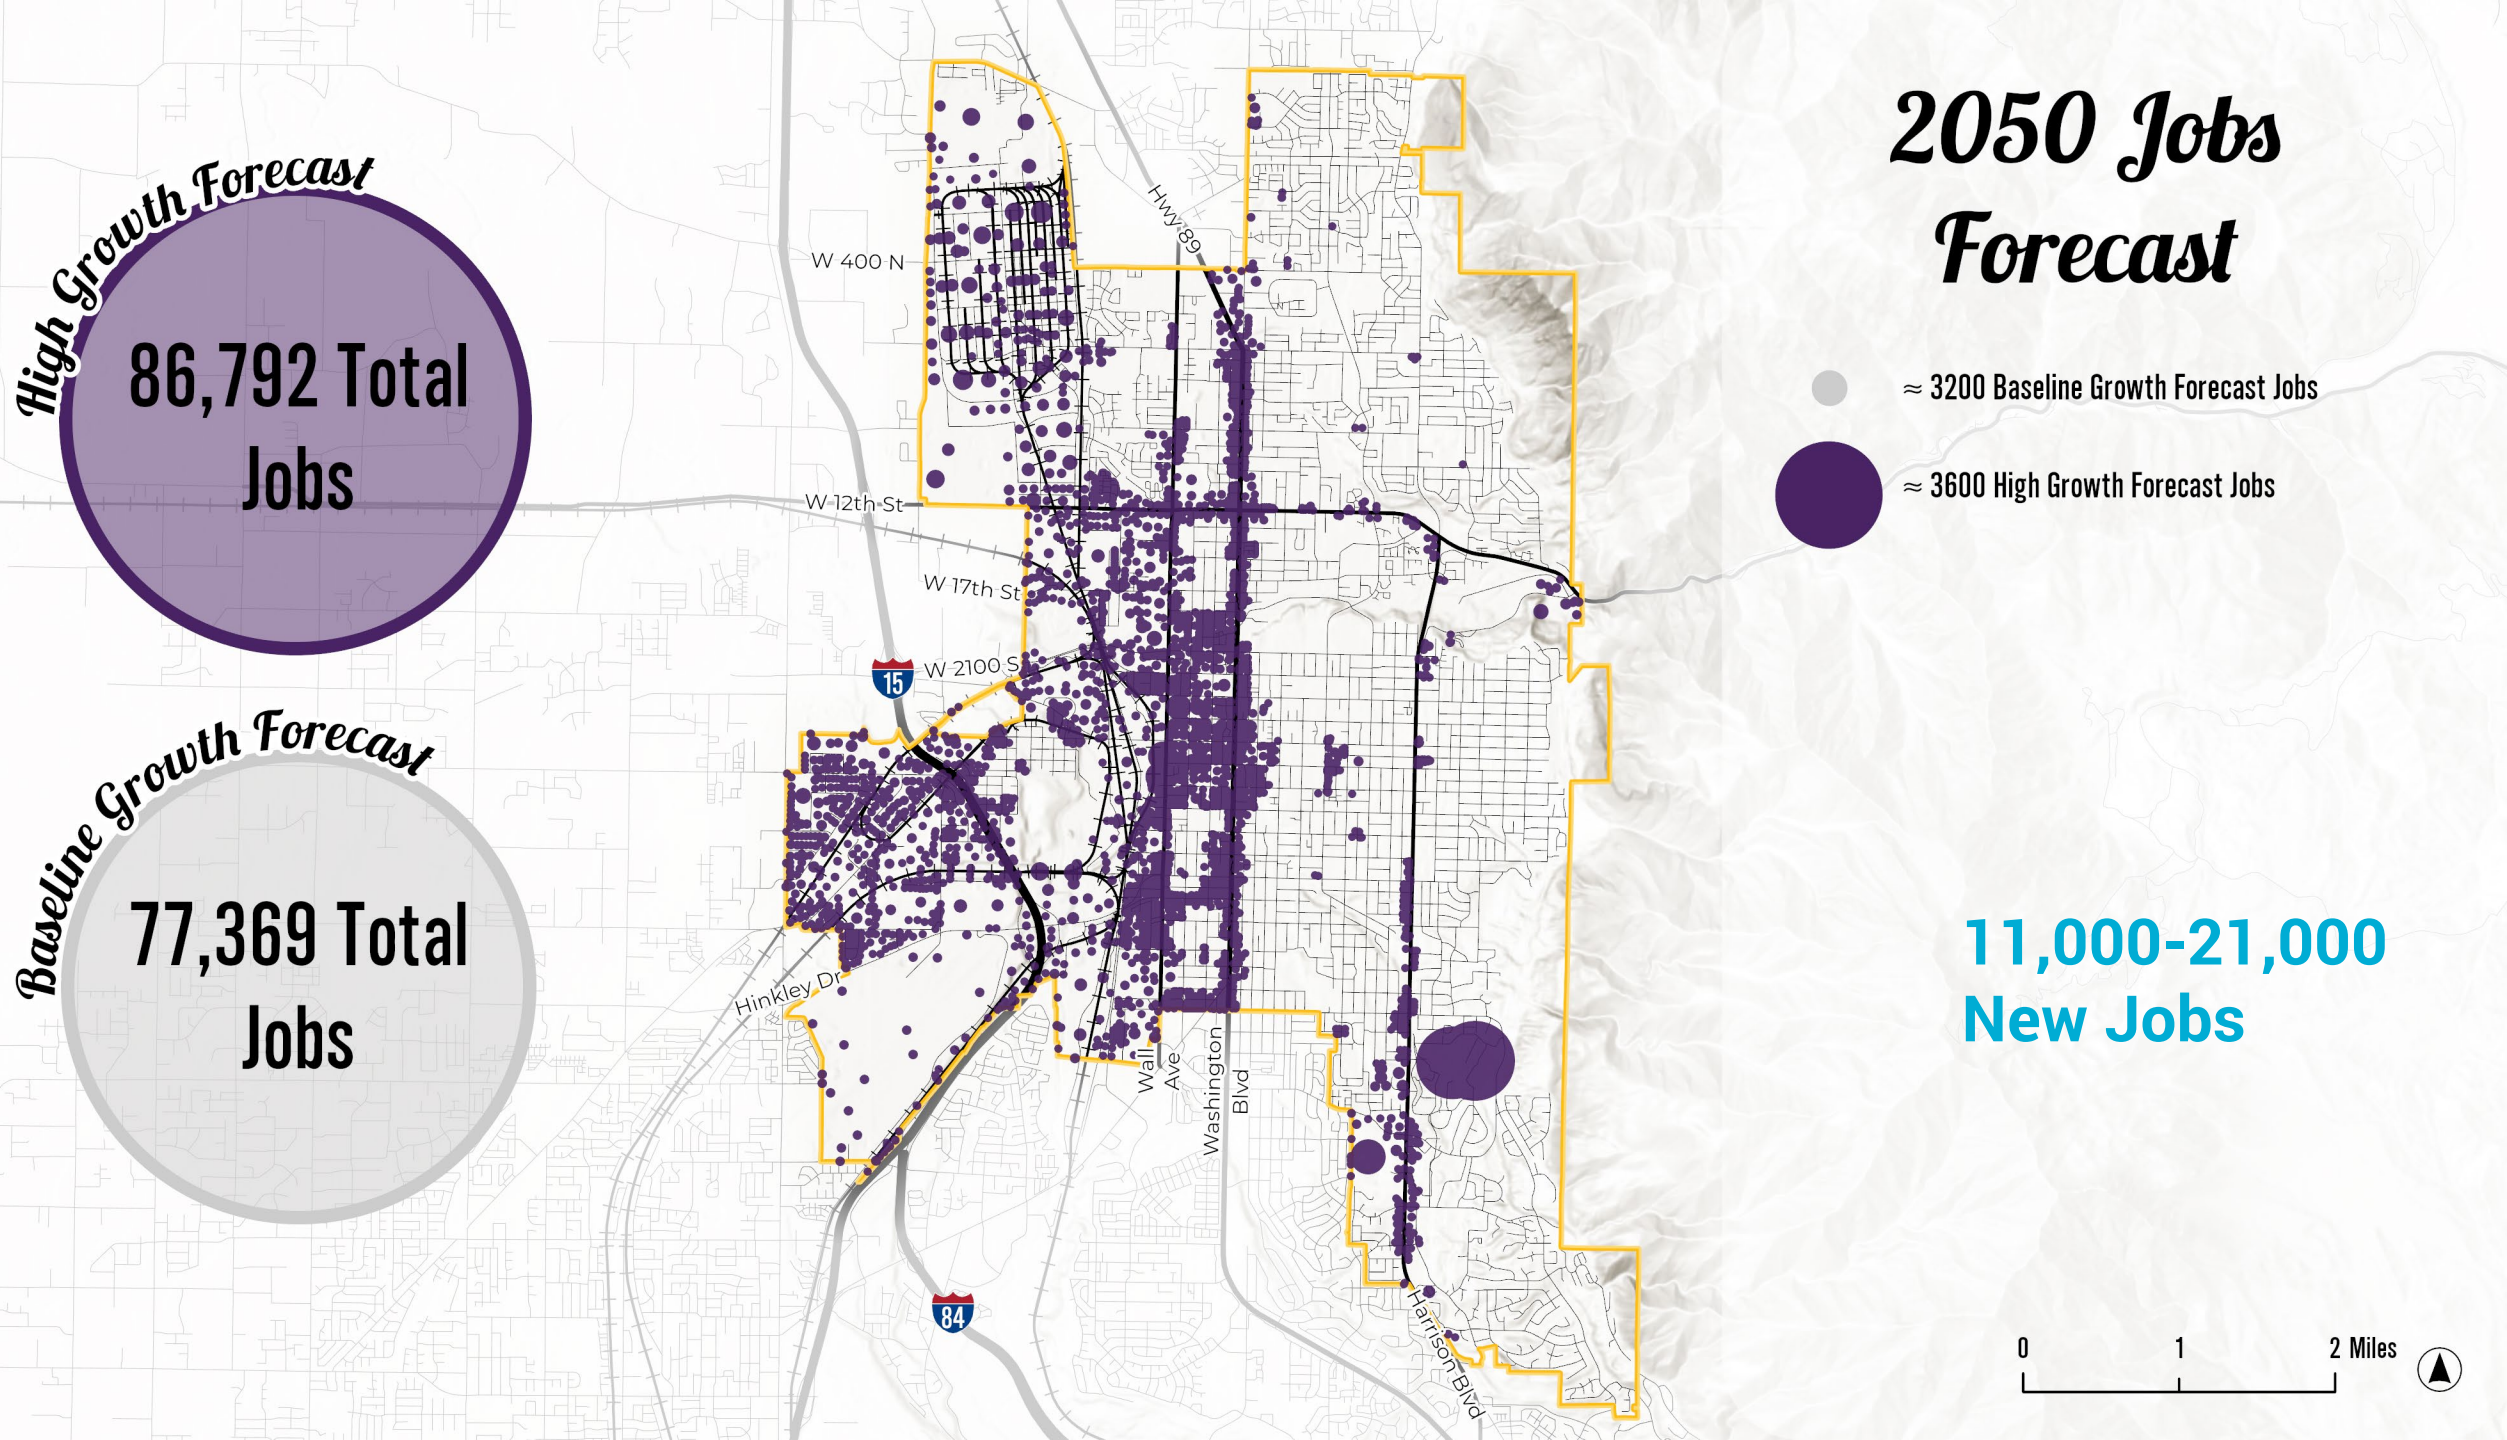 2050 Jobs
Forecast
High Growth Forecast
86,792 Total
Jobs
Baseline Growth Forecast
77,369 Total
Jobs
≈ 3200 Baseline Growth Forecast Jobs
≈ 3600 High Growth Forecast Jobs
11,000-21,000
New Jobs
Hwy 89
W 400 N
W 12th St
W 17th St
W 2100 S
15
Hinkley Dr
Wall
Ave
Washington
Blvd
84
Harrison Blvd
0 1 2 Miles